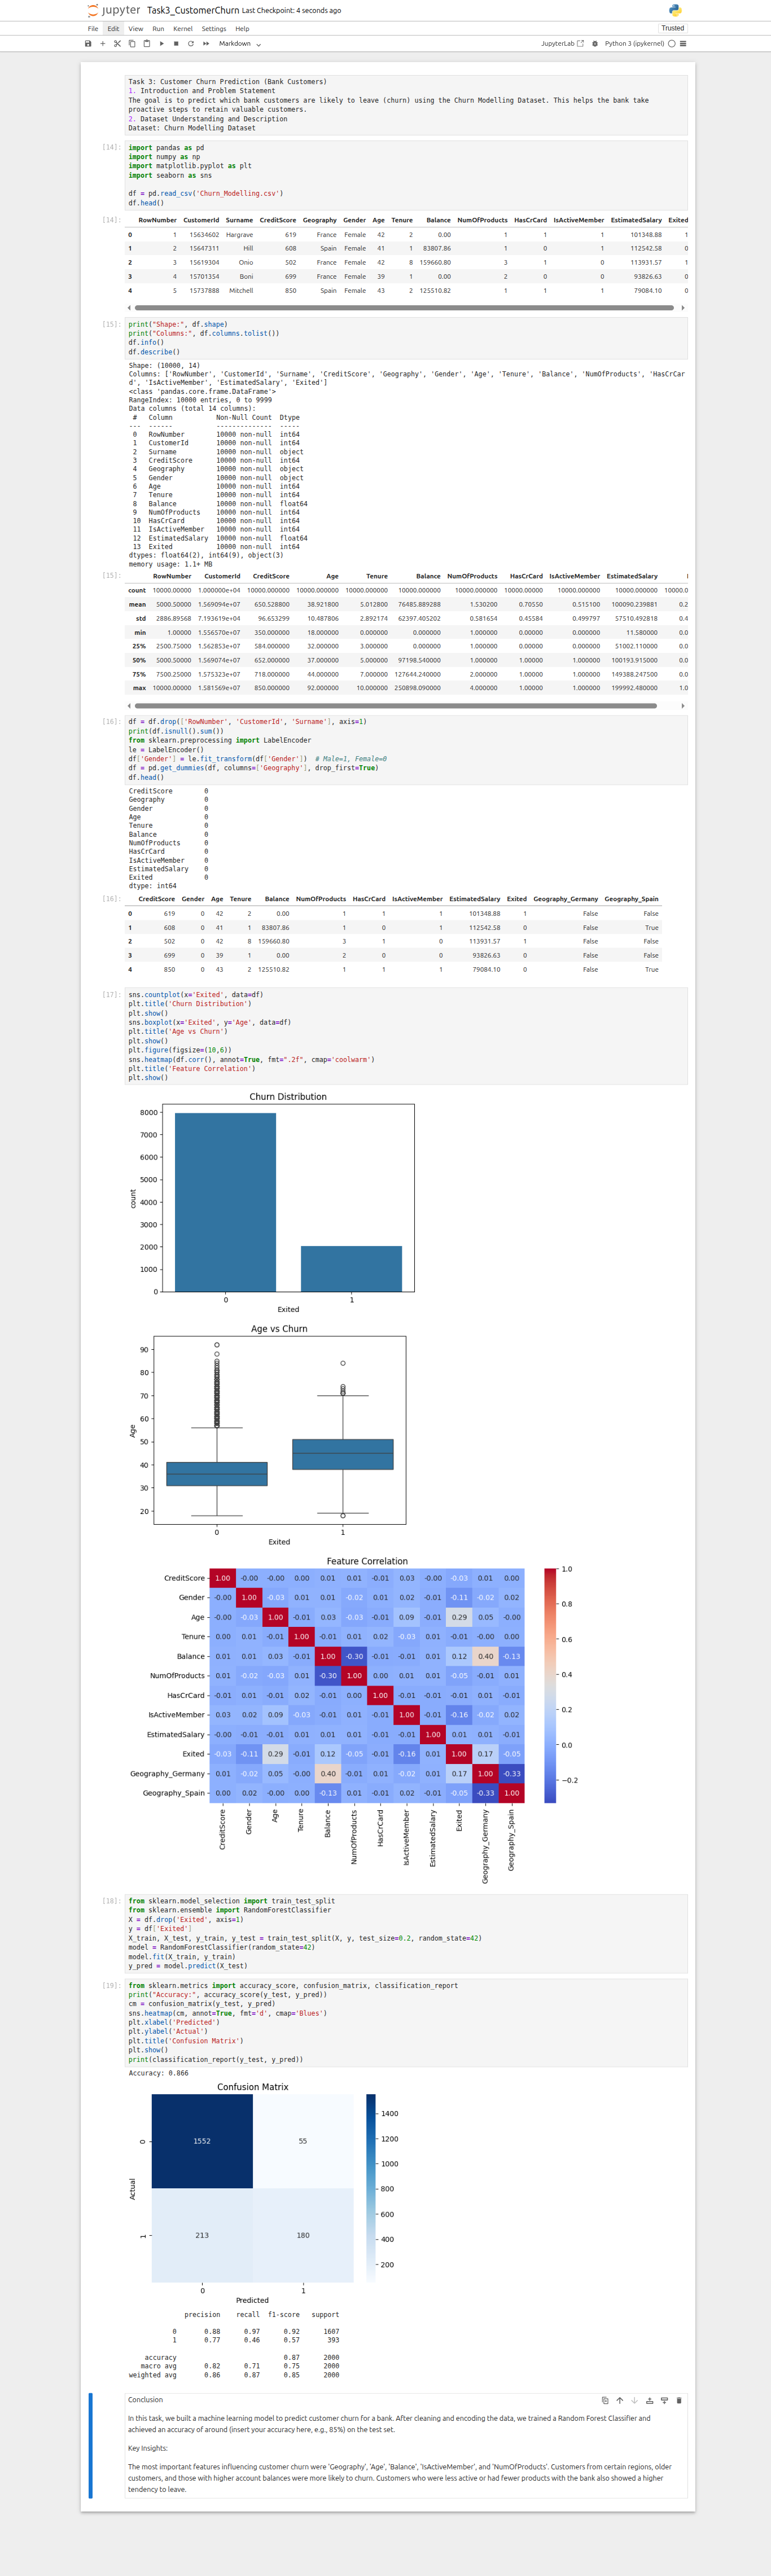 jupyter Task3_CustomerChurn Last Checkpoint: 4 seconds ago
File Edit View Run Kernel Settings Help Trusted
Markdown JupyterLab Python 3 (ipykernel)
Task 3: Customer Churn Prediction (Bank Customers)
1. Introduction and Problem Statement
The goal is to predict which bank customers are likely to leave (churn) using the Churn Modelling Dataset. This helps the bank take
proactive steps to retain valuable customers.
2. Dataset Understanding and Description
Dataset: Churn Modelling Dataset
[14]:
import pandas as pd
import numpy as np
import matplotlib.pyplot as plt
import seaborn as sns
df = pd.read_csv('Churn_Modelling.csv')
df.head()
[14]:
RowNumber CustomerId Surname CreditScore Geography Gender Age Tenure Balance NumOfProducts HasCrCard IsActiveMember EstimatedSalary Exited
0 1 15634602 Hargrave 619 France Female 42 2 0.00 1 1 1 101348.88 1
1 2 15647311 Hill 608 Spain Female 41 1 83807.86 1 0 1 112542.58 0
2 3 15619304 Onio 502 France Female 42 8 159660.80 3 1 0 113931.57 1
3 4 15701354 Boni 699 France Female 39 1 0.00 2 0 0 93826.63 0
4 5 15737888 Mitchell 850 Spain Female 43 2 125510.82 1 1 1 79084.10 0
[15]:
print("Shape:", df.shape)
print("Columns:", df.columns.tolist())
df.info()
df.describe()
Shape: (10000, 14)
Columns: ['RowNumber', 'CustomerId', 'Surname', 'CreditScore', 'Geography', 'Gender', 'Age', 'Tenure', 'Balance', 'NumOfProducts', 'HasCrCar
d', 'IsActiveMember', 'EstimatedSalary', 'Exited']
<class 'pandas.core.frame.DataFrame'>
RangeIndex: 10000 entries, 0 to 9999
Data columns (total 14 columns):
# Column Non-Null Count Dtype
--- ------ -------------- -----
0 RowNumber 10000 non-null int64
1 CustomerId 10000 non-null int64
2 Surname 10000 non-null object
3 CreditScore 10000 non-null int64
4 Geography 10000 non-null object
5 Gender 10000 non-null object
6 Age 10000 non-null int64
7 Tenure 10000 non-null int64
8 Balance 10000 non-null float64
9 NumOfProducts 10000 non-null int64
10 HasCrCard 10000 non-null int64
11 IsActiveMember 10000 non-null int64
12 EstimatedSalary 10000 non-null float64
13 Exited 10000 non-null int64
dtypes: float64(2), int64(9), object(3)
memory usage: 1.1+ MB
[15]:
RowNumber CustomerId CreditScore Age Tenure Balance NumOfProducts HasCrCard IsActiveMember EstimatedSalary
count 10000.00000 1.000000e+04 10000.000000 10000.000000 10000.000000 10000.000000 10000.000000 10000.00000 10000.000000 10000.000000 10000.0
mean 5000.50000 1.569094e+07 650.528800 38.921800 5.012800 76485.889288 1.530200 0.70550 0.515100 100090.239881 0.2
std 2886.89568 7.193619e+04 96.653299 10.487806 2.892174 62397.405202 0.581654 0.45584 0.499797 57510.492818 0.4
min 1.00000 1.556570e+07 350.000000 18.000000 0.000000 0.000000 1.000000 0.00000 0.000000 11.580000 0.0
25% 2500.75000 1.562853e+07 584.000000 32.000000 3.000000 0.000000 1.000000 0.00000 0.000000 51002.110000 0.0
50% 5000.50000 1.569074e+07 652.000000 37.000000 5.000000 97198.540000 1.000000 1.00000 1.000000 100193.915000 0.0
75% 7500.25000 1.575323e+07 718.000000 44.000000 7.000000 127644.240000 2.000000 1.00000 1.000000 149388.247500 0.0
max 10000.00000 1.581569e+07 850.000000 92.000000 10.000000 250898.090000 4.000000 1.00000 1.000000 199992.480000 1.0
[16]:
df = df.drop(['RowNumber', 'CustomerId', 'Surname'], axis=1)
print(df.isnull().sum())
from sklearn.preprocessing import LabelEncoder
le = LabelEncoder()
df['Gender'] = le.fit_transform(df['Gender']) # Male=1, Female=0
df = pd.get_dummies(df, columns=['Geography'], drop_first=True)
df.head()
CreditScore 0
Geography 0
Gender 0
Age 0
Tenure 0
Balance 0
NumOfProducts 0
HasCrCard 0
IsActiveMember 0
EstimatedSalary 0
Exited 0
dtype: int64
[16]:
CreditScore Gender Age Tenure Balance NumOfProducts HasCrCard IsActiveMember EstimatedSalary Exited Geography_Germany Geography_Spain
0 619 0 42 2 0.00 1 1 1 101348.88 1 False False
1 608 0 41 1 83807.86 1 0 1 112542.58 0 False True
2 502 0 42 8 159660.80 3 1 0 113931.57 1 False False
3 699 0 39 1 0.00 2 0 0 93826.63 0 False False
4 850 0 43 2 125510.82 1 1 1 79084.10 0 False True
[17]:
sns.countplot(x='Exited', data=df)
plt.title('Churn Distribution')
plt.show()
sns.boxplot(x='Exited', y='Age', data=df)
plt.title('Age vs Churn')
plt.show()
plt.figure(figsize=(10,6))
sns.heatmap(df.corr(), annot=True, fmt=".2f", cmap='coolwarm')
plt.title('Feature Correlation')
plt.show()
Churn Distribution
8000
7000
6000
5000
4000
3000
2000
1000
0
count
0 1
Exited
Age vs Churn
90
80
70
60
50
40
30
20
Age
0 1
Exited
Feature Correlation
CreditScore 1.00 -0.00 -0.00 0.00 0.01 0.01 -0.01 0.03 -0.00 -0.03 0.01 0.00
Gender -0.00 1.00 -0.03 0.01 0.01 -0.02 0.01 0.02 -0.01 -0.11 -0.02 0.02
Age -0.00 -0.03 1.00 -0.01 0.03 -0.03 -0.01 0.09 -0.01 0.29 0.05 -0.00
Tenure 0.00 0.01 -0.01 1.00 -0.01 0.01 0.02 -0.03 0.01 -0.01 -0.00 0.00
Balance 0.01 0.01 0.03 -0.01 1.00 -0.30 -0.01 -0.01 0.01 0.12 0.40 -0.13
NumOfProducts 0.01 -0.02 -0.03 0.01 -0.30 1.00 0.00 0.01 0.01 -0.05 -0.01 0.01
HasCrCard -0.01 0.01 -0.01 0.02 -0.01 0.00 1.00 -0.01 -0.01 -0.01 0.01 -0.01
IsActiveMember 0.03 0.02 0.09 -0.03 -0.01 0.01 -0.01 1.00 -0.01 -0.16 -0.02 0.02
EstimatedSalary -0.00 -0.01 -0.01 0.01 0.01 0.01 -0.01 -0.01 1.00 0.01 0.01 -0.01
Exited -0.03 -0.11 0.29 -0.01 0.12 -0.05 -0.01 -0.16 0.01 1.00 0.17 -0.05
Geography_Germany 0.01 -0.02 0.05 -0.00 0.40 -0.01 0.01 -0.02 0.01 0.17 1.00 -0.33
Geography_Spain 0.00 0.02 -0.00 0.00 -0.13 0.01 -0.01 0.02 -0.01 -0.05 -0.33 1.00
CreditScore Gender Age Tenure Balance NumOfProducts HasCrCard IsActiveMember EstimatedSalary Exited Geography_Germany Geography_Spain
1.0
0.8
0.6
0.4
0.2
0.0
−0.2
[18]:
from sklearn.model_selection import train_test_split
from sklearn.ensemble import RandomForestClassifier
X = df.drop('Exited', axis=1)
y = df['Exited']
X_train, X_test, y_train, y_test = train_test_split(X, y, test_size=0.2, random_state=42)
model = RandomForestClassifier(random_state=42)
model.fit(X_train, y_train)
y_pred = model.predict(X_test)
[19]:
from sklearn.metrics import accuracy_score, confusion_matrix, classification_report
print("Accuracy:", accuracy_score(y_test, y_pred))
cm = confusion_matrix(y_test, y_pred)
sns.heatmap(cm, annot=True, fmt='d', cmap='Blues')
plt.xlabel('Predicted')
plt.ylabel('Actual')
plt.title('Confusion Matrix')
plt.show()
print(classification_report(y_test, y_pred))
Accuracy: 0.866
Confusion Matrix
0 1552 55
1 213 180
Actual
0 1
Predicted
1400
1200
1000
800
600
400
200
precision recall f1-score support
0 0.88 0.97 0.92 1607
1 0.77 0.46 0.57 393
accuracy 0.87 2000
macro avg 0.82 0.71 0.75 2000
weighted avg 0.86 0.87 0.85 2000
Conclusion
In this task, we built a machine learning model to predict customer churn for a bank. After cleaning and encoding the data, we trained a Random Forest Classifier and
achieved an accuracy of around (insert your accuracy here, e.g., 85%) on the test set.
Key Insights:
The most important features influencing customer churn were 'Geography', 'Age', 'Balance', 'IsActiveMember', and 'NumOfProducts'. Customers from certain regions, older
customers, and those with higher account balances were more likely to churn. Customers who were less active or had fewer products with the bank also showed a higher
tendency to leave.